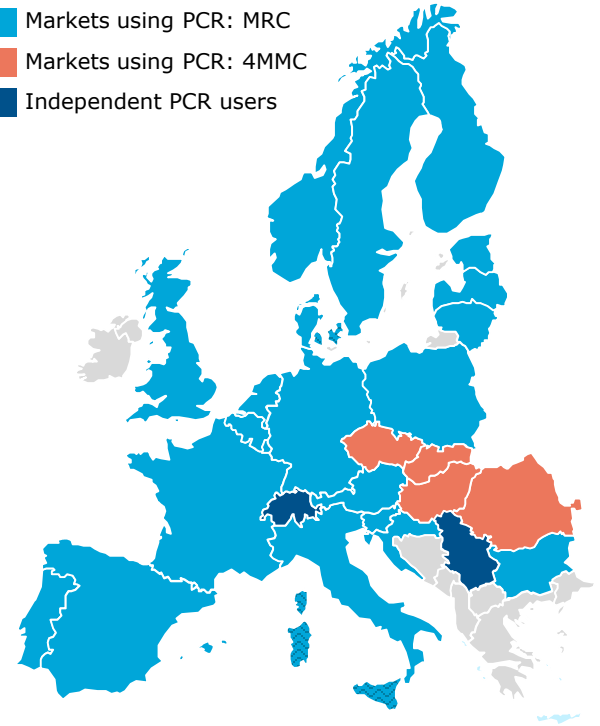 Markets using PCR: MRC
Markets using PCR: 4MMC
Independent PCR users